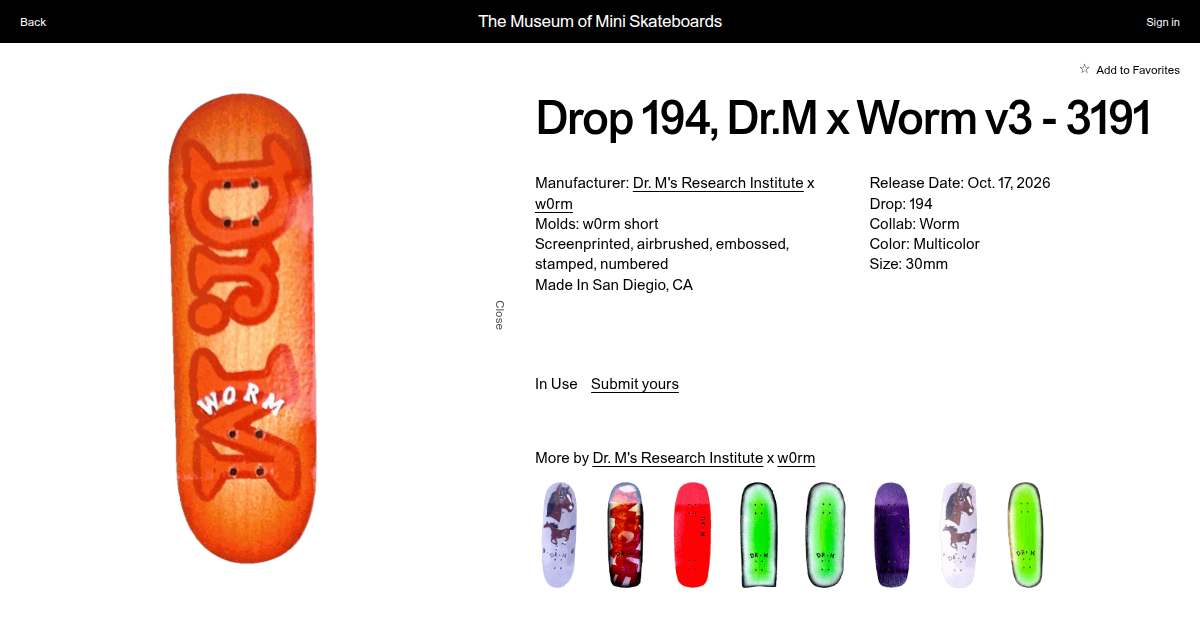 Back
The Museum of Mini Skateboards
Sign in
☆ Add to Favorites
Dr. M
WORM
Drop 194, Dr.M x Worm v3 - 3191
Manufacturer: Dr. M's Research Institute x
w0rm
Molds: w0rm short
Screenprinted, airbrushed, embossed,
stamped, numbered
Made In San Diegio, CA
Release Date: Oct. 17, 2026
Drop: 194
Collab: Worm
Color: Multicolor
Size: 30mm
Close
In Use Submit yours
More by Dr. M's Research Institute x w0rm